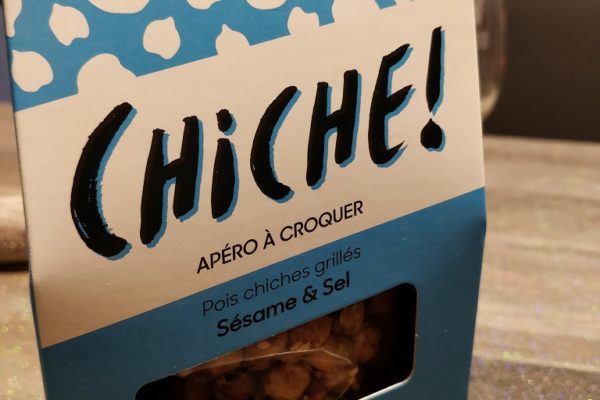 CHiCHE!
APÉRO À CROQUER
Pois chiches grillés
Sésame & Sel